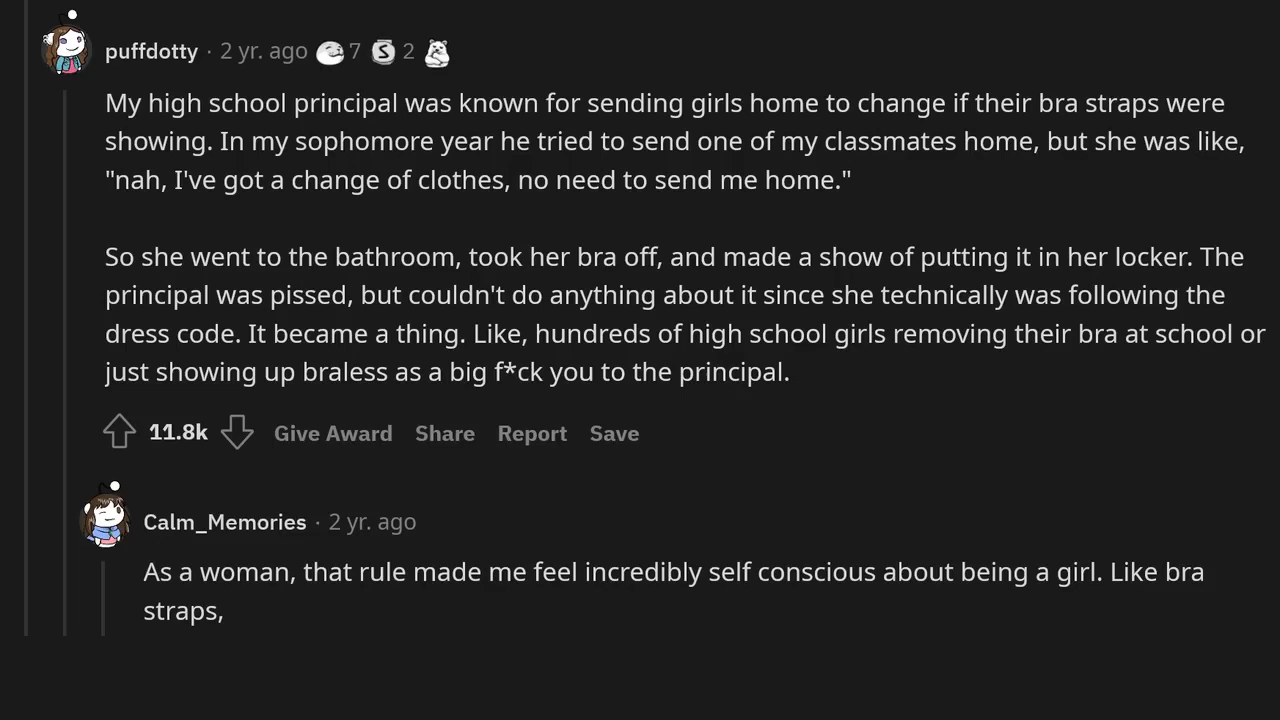 puffdotty · 2 yr. ago 7 S 2
My high school principal was known for sending girls home to change if their bra straps were
showing. In my sophomore year he tried to send one of my classmates home, but she was like,
"nah, I've got a change of clothes, no need to send me home."
So she went to the bathroom, took her bra off, and made a show of putting it in her locker. The
principal was pissed, but couldn't do anything about it since she technically was following the
dress code. It became a thing. Like, hundreds of high school girls removing their bra at school or
just showing up braless as a big f*ck you to the principal.
11.8k Give Award Share Report Save
Calm_Memories · 2 yr. ago
As a woman, that rule made me feel incredibly self conscious about being a girl. Like bra
straps,